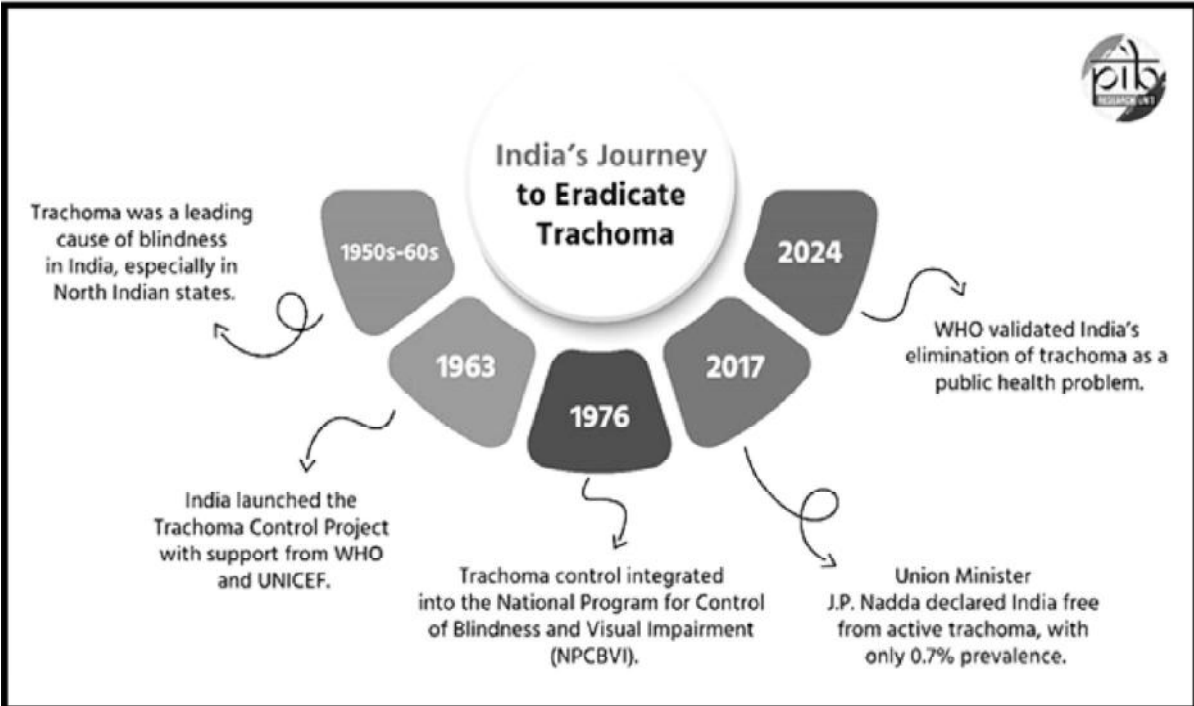 pib
RESEARCH UNIT
India's Journey
to Eradicate
Trachoma
1950s-60s
Trachoma was a leading
cause of blindness
in India, especially in
North Indian states.
1963
India launched the
Trachoma Control Project
with support from WHO
and UNICEF.
1976
Trachoma control integrated
into the National Program for Control
of Blindness and Visual Impairment
(NPCBVI).
2017
Union Minister
J.P. Nadda declared India free
from active trachoma, with
only 0.7% prevalence.
2024
WHO validated India's
elimination of trachoma as a
public health problem.